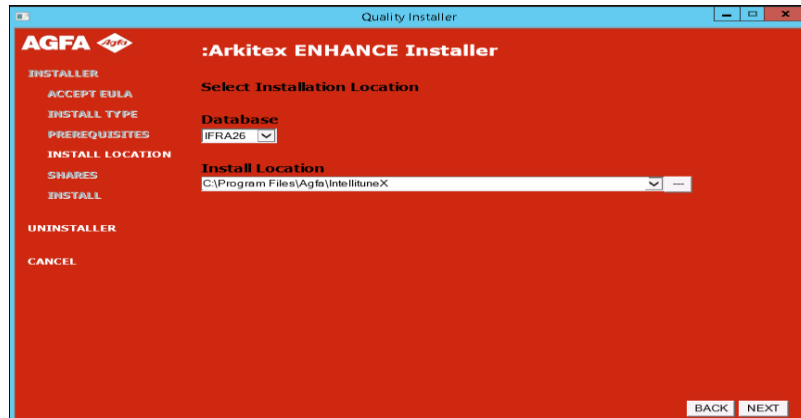 Quality Installer
AGFA Agfa
:Arkitex ENHANCE Installer
INSTALLER
ACCEPT EULA
INSTALL TYPE
PREREQUISITES
INSTALL LOCATION
SHARES
INSTALL
UNINSTALLER
CANCEL
Select Installation Location
Database
IFRA26
Install Location
C:\Program Files\Agfa\IntellituneX
...
BACK NEXT